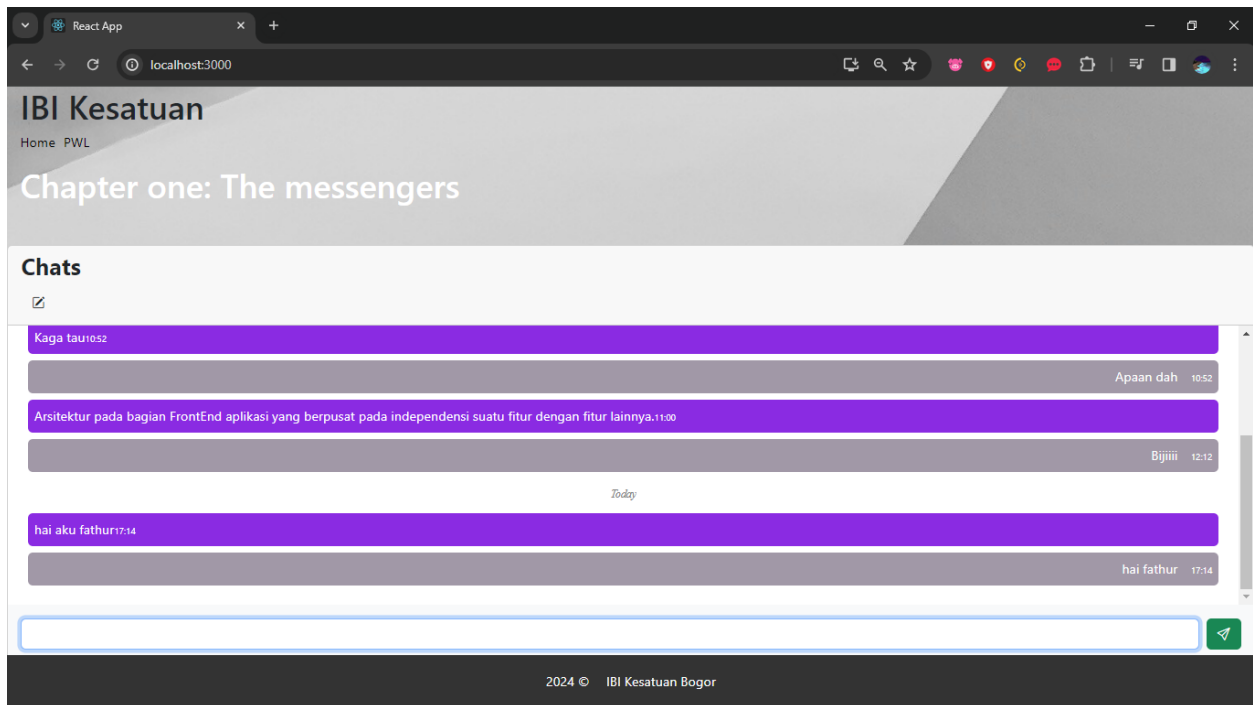 React App
localhost:3000
IBI Kesatuan
Home PWL
Chapter one: The messengers
Chats
Kaga tau10:52
Apaan dah 10:52
Arsitektur pada bagian FrontEnd aplikasi yang berpusat pada independensi suatu fitur dengan fitur lainnya.11:00
Bijiiii 12:12
Today
hai aku fathur17:14
hai fathur 17:14
2024 © IBI Kesatuan Bogor